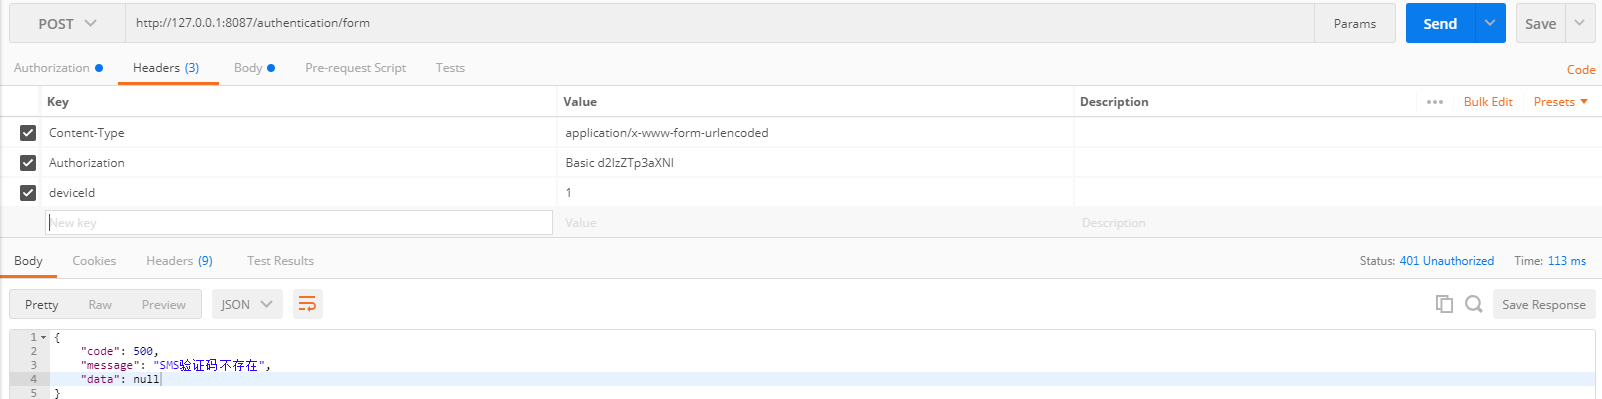 POST http://127.0.0.1:8087/authentication/form Params Send Save
Authorization Headers (3) Body Pre-request Script Tests Code
Key Value Description ••• Bulk Edit Presets
Content-Type application/x-www-form-urlencoded
Authorization Basic d2lzZTp3aXNl
deviceId 1
New key Value Description
Body Cookies Headers (9) Test Results Status: 401 Unauthorized Time: 113 ms
Pretty Raw Preview JSON Save Response
1 {
2 "code": 500,
3 "message": "SMS验证码不存在",
4 "data": null
5 }